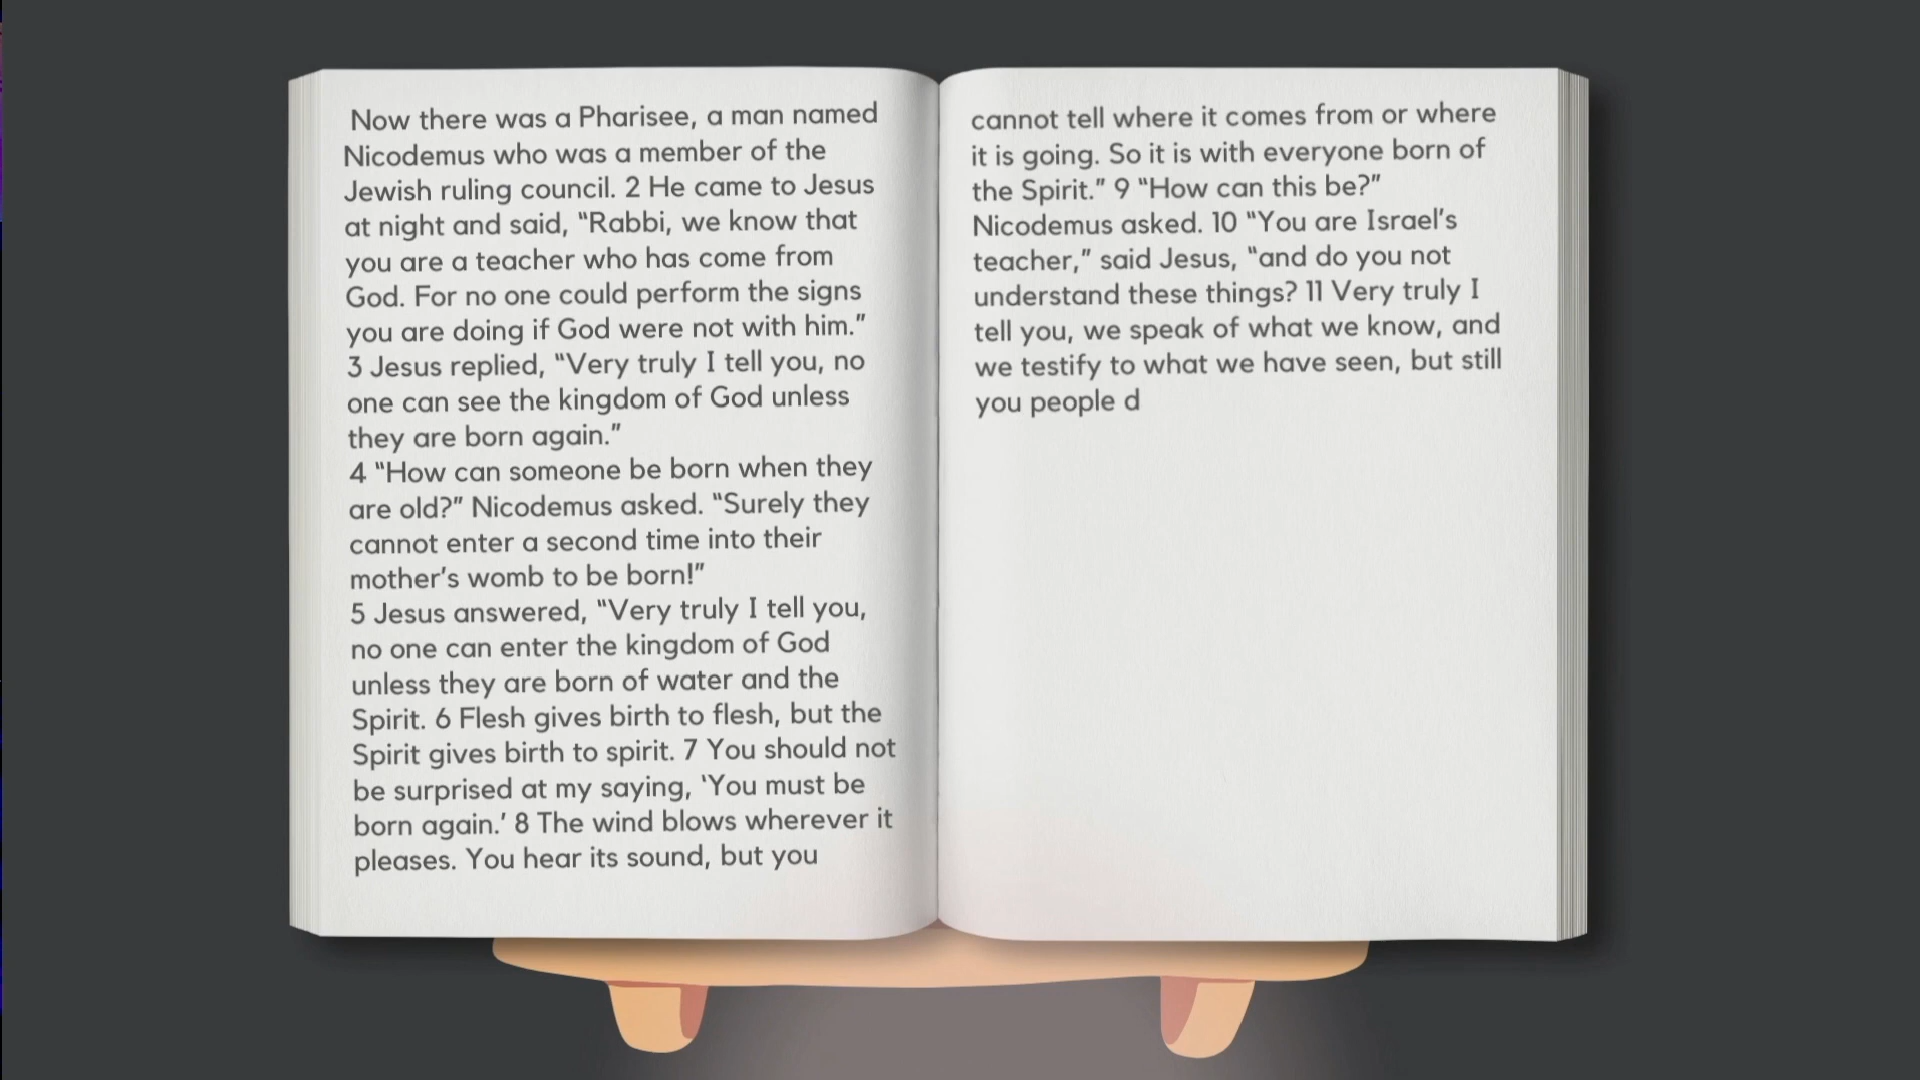 Now there was a Pharisee, a man named
Nicodemus who was a member of the
Jewish ruling council. 2 He came to Jesus
at night and said, “Rabbi, we know that
you are a teacher who has come from
God. For no one could perform the signs
you are doing if God were not with him.”
3 Jesus replied, “Very truly I tell you, no
one can see the kingdom of God unless
they are born again.”
4 “How can someone be born when they
are old?” Nicodemus asked. “Surely they
cannot enter a second time into their
mother’s womb to be born!”
5 Jesus answered, “Very truly I tell you,
no one can enter the kingdom of God
unless they are born of water and the
Spirit. 6 Flesh gives birth to flesh, but the
Spirit gives birth to spirit. 7 You should not
be surprised at my saying, ‘You must be
born again.’ 8 The wind blows wherever it
pleases. You hear its sound, but you
cannot tell where it comes from or where
it is going. So it is with everyone born of
the Spirit.” 9 “How can this be?”
Nicodemus asked. 10 “You are Israel’s
teacher,” said Jesus, “and do you not
understand these things? 11 Very truly I
tell you, we speak of what we know, and
we testify to what we have seen, but still
you people d